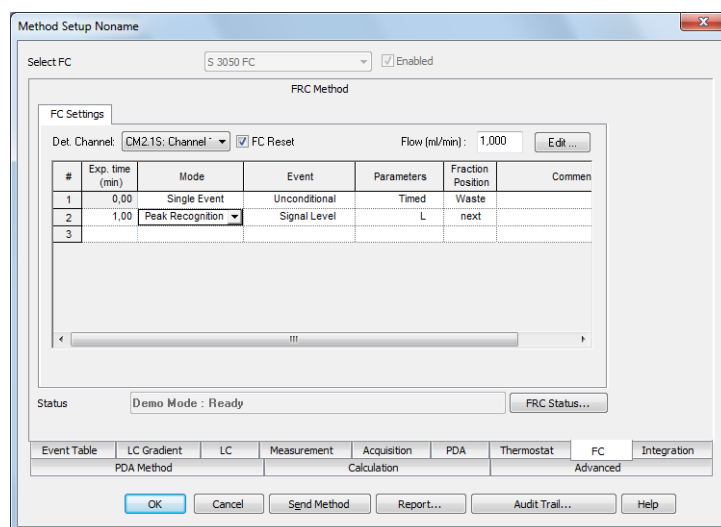 Method Setup Noname
Select FC S 3050 FC Enabled
FRC Method
FC Settings
Det. Channel: CM2.1S: Channel FC Reset Flow (ml/min) : 1,000 Edit ...
# Exp. time (min) Mode Event Parameters Fraction Position Commen
1 0,00 Single Event Unconditional Timed Waste
2 1,00 Peak Recognition Signal Level L next
3
Status Demo Mode : Ready FRC Status...
Event Table LC Gradient LC Measurement Acquisition PDA Thermostat FC Integration
PDA Method Calculation Advanced
OK Cancel Send Method Report... Audit Trail... Help